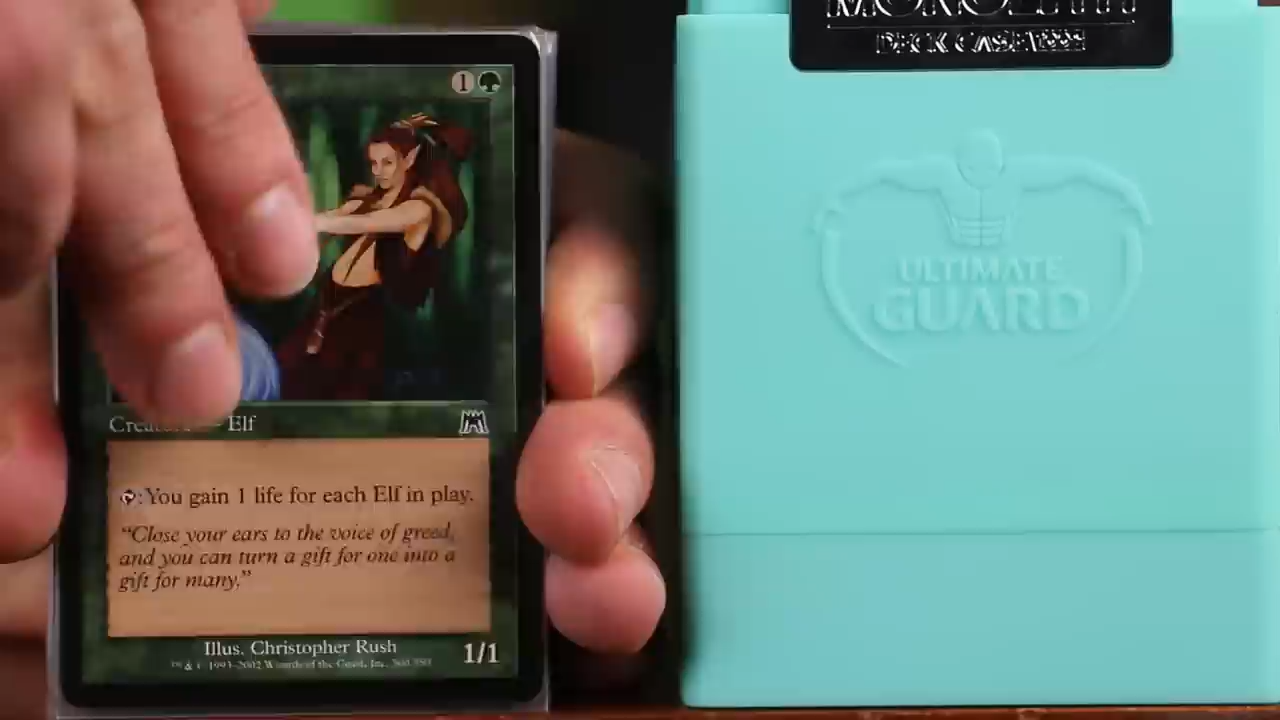 MONOLITH
DECK CASE
ULTIMATE
GUARD
1
Elf
:You gain 1 life for each Elf in play.
“Close your ears to the voice of greed,
and you can turn a gift for one into a
gift for many.”
Illus. Christopher Rush
1/1